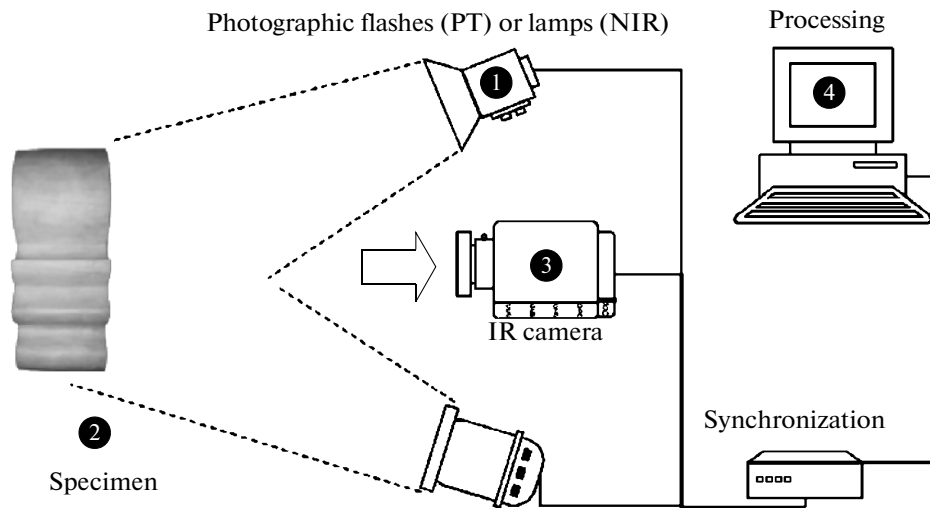 Photographic flashes (PT) or lamps (NIR)
Processing
1
4
3
IR camera
2
Specimen
Synchronization